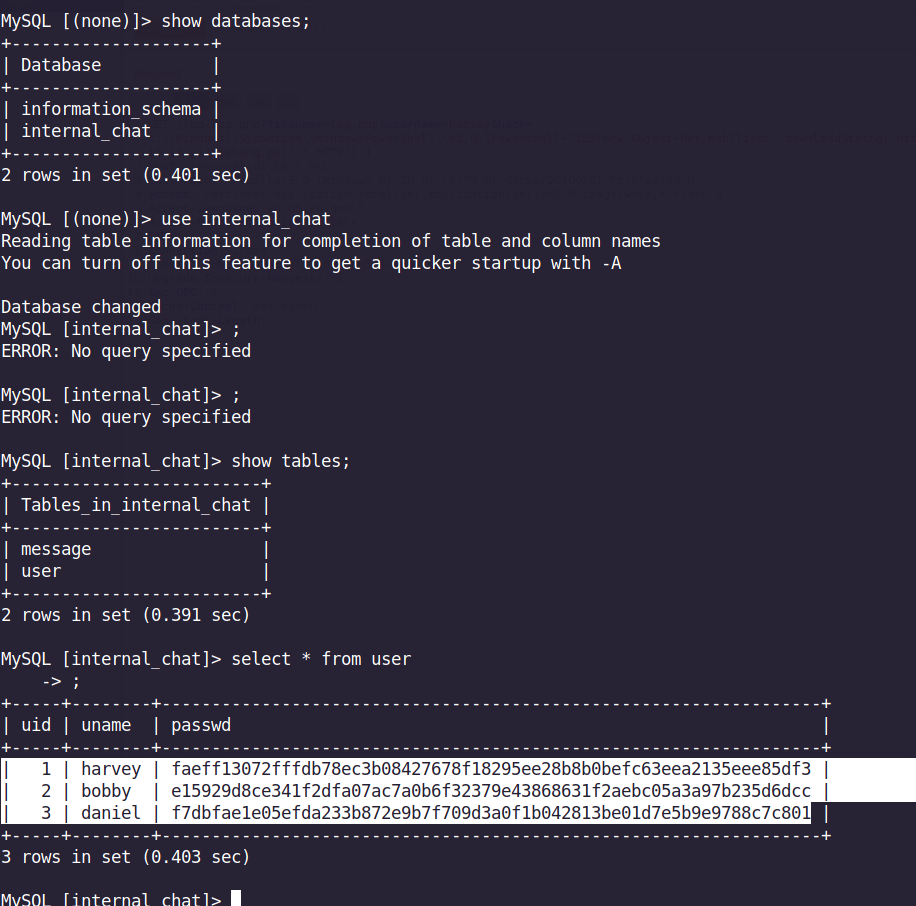 MySQL [(none)]> show databases;
+--------------------+
| Database           |
+--------------------+
| information_schema |
| internal_chat      |
+--------------------+
2 rows in set (0.401 sec)

MySQL [(none)]> use internal_chat
Reading table information for completion of table and column names
You can turn off this feature to get a quicker startup with -A

Database changed
MySQL [internal_chat]> ;
ERROR: No query specified

MySQL [internal_chat]> ;
ERROR: No query specified

MySQL [internal_chat]> show tables;
+-------------------------+
| Tables_in_internal_chat |
+-------------------------+
| message                 |
| user                    |
+-------------------------+
2 rows in set (0.391 sec)

MySQL [internal_chat]> select * from user
    -> ;
+-----+--------+------------------------------------------------------------------+
| uid | uname  | passwd                                                           |
+-----+--------+------------------------------------------------------------------+
|   1 | harvey | faeff13072fffdb78ec3b08427678f18295ee28b8b0befc63eea2135eee85df3 |
|   2 | bobby  | e15929d8ce341f2dfa07ac7a0b6f32379e43868631f2aebc05a3a97b235d6dcc |
|   3 | daniel | f7dbfae1e05efda233b872e9b7f709d3a0f1b042813be01d7e5b9e9788c7c801 |
+-----+--------+------------------------------------------------------------------+
3 rows in set (0.403 sec)

MySQL [internal_chat]>